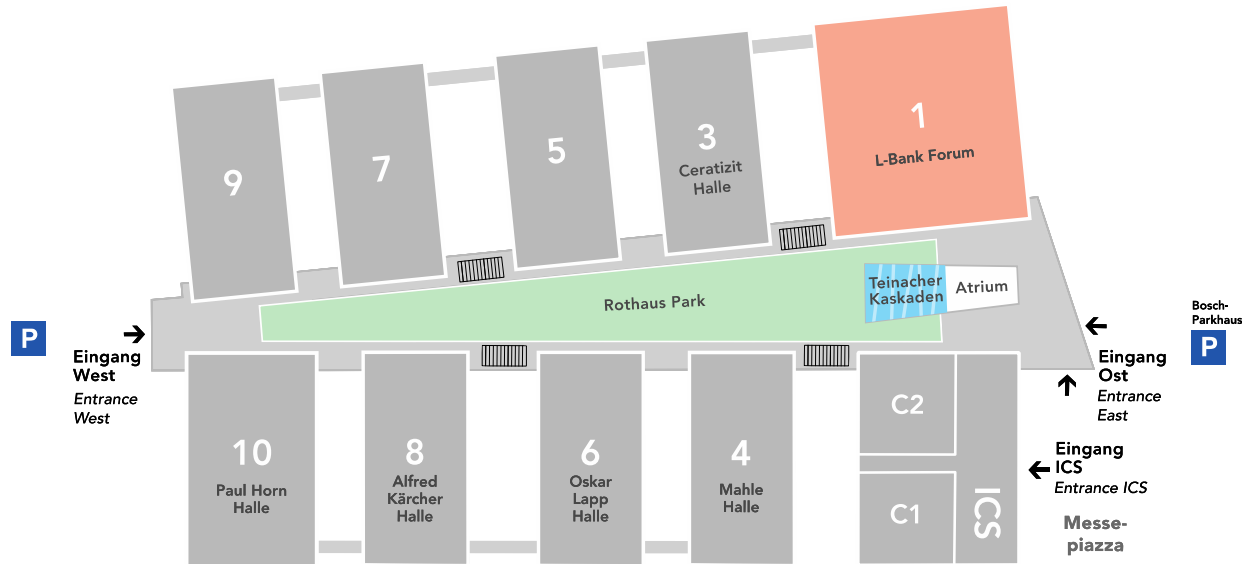 1
L-Bank Forum
3
Ceratizit
Halle
5
7
9
Rothaus Park
Teinacher
Kaskaden
Atrium
P
Eingang
West
Entrance
West
Bosch-
Parkhaus
P
Eingang
Ost
Entrance
East
10
Paul Horn
Halle
8
Alfred
Kärcher
Halle
6
Oskar
Lapp
Halle
4
Mahle
Halle
C2
C1
ICS
Eingang
ICS
Entrance ICS
Messe-
piazza